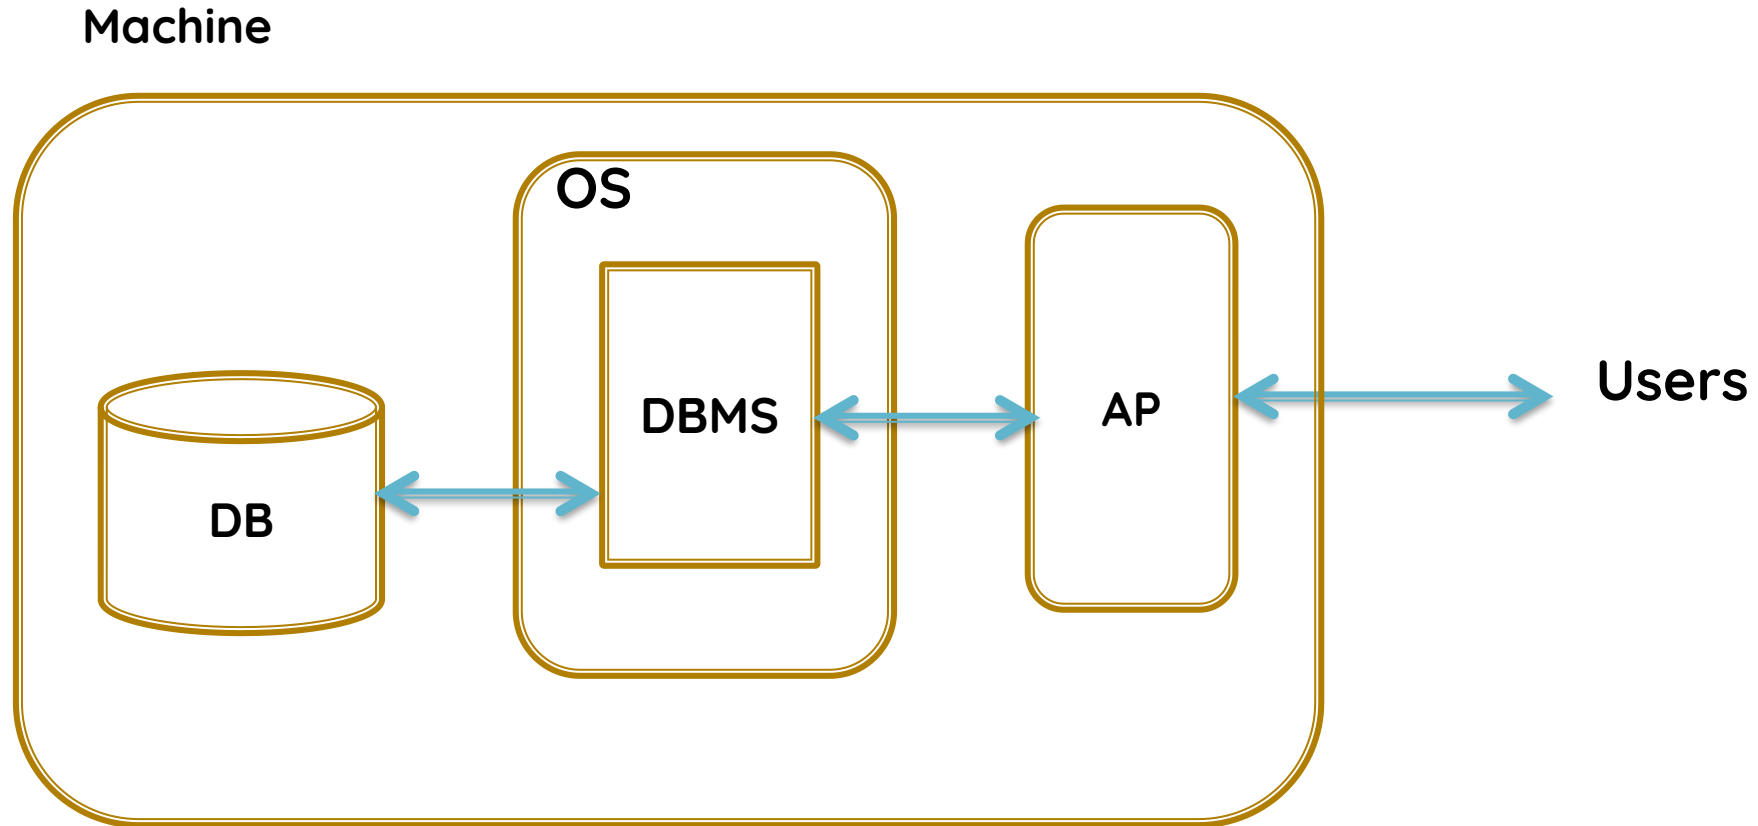 Machine
OS
DBMS
AP
Users
DB